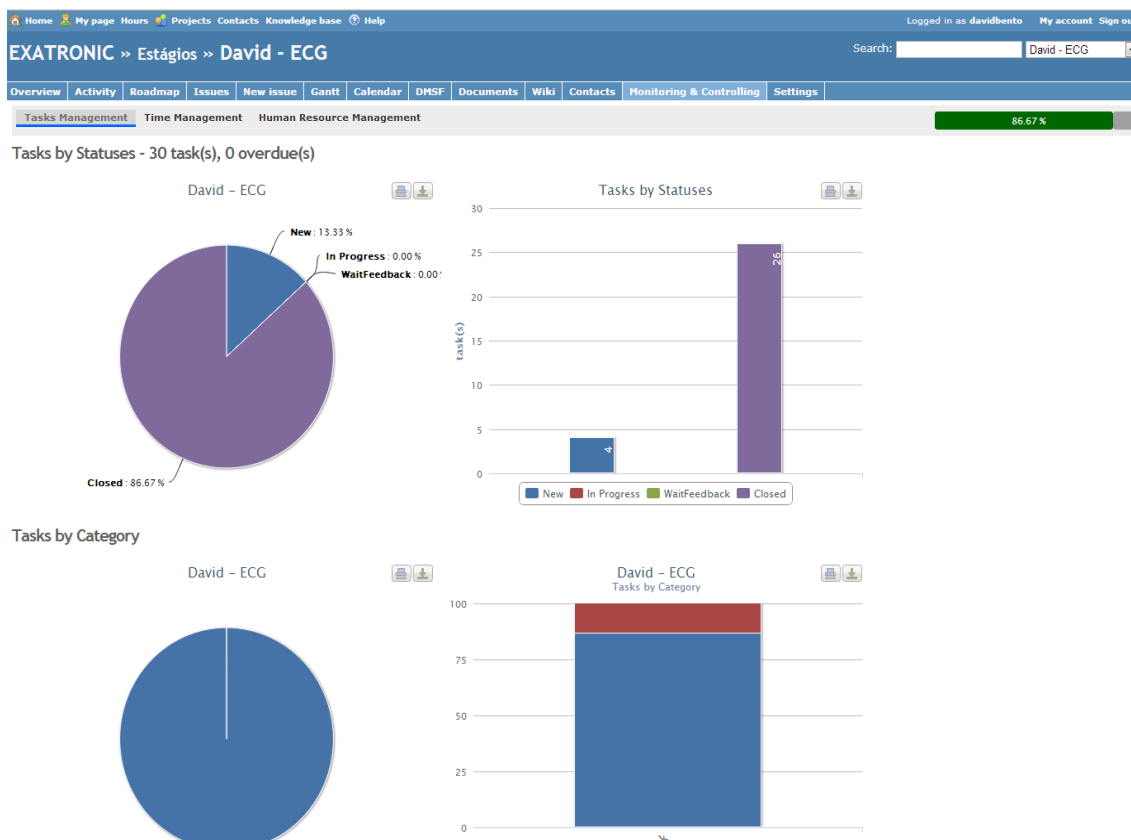 Home My page Hours Projects Contacts Knowledge base Help Logged in as davidbento My account Sign
EXATRONIC » Estágios » David - ECG Search: David - ECG
Overview Activity Roadmap Issues New issue Gantt Calendar DMSF Documents Wiki Contacts Monitoring & Controlling Settings
Tasks Management Time Management Human Resource Management 86.67 %
Tasks by Statuses - 30 task(s), 0 overdue(s)
David - ECG
New : 13.33 %
In Progress : 0.00 %
WaitFeedback : 0.00
Closed : 86.67 %
Tasks by Statuses
30
25
20
15
10
5
0
task(s)
4
26
New In Progress WaitFeedback Closed
Tasks by Category
David - ECG
David - ECG
Tasks by Category
100
75
50
25
0